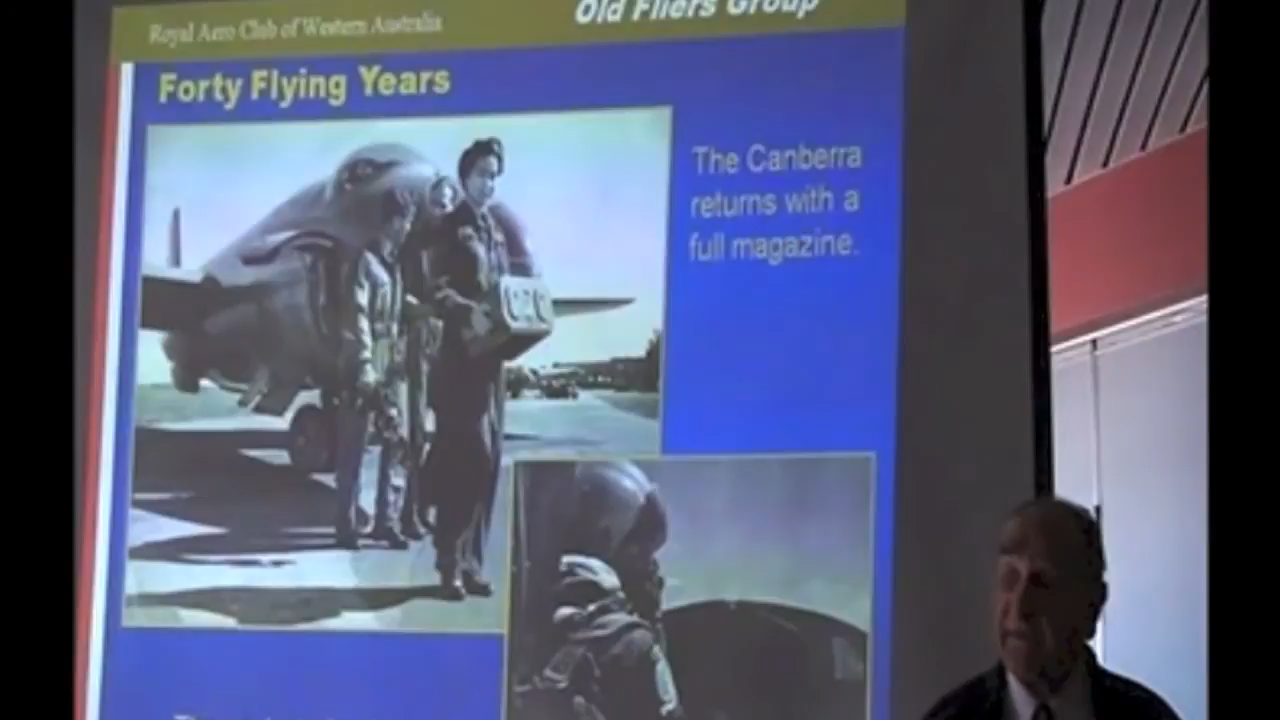 Royal Aero Club of Western Australia
Old Fliers Group
Forty Flying Years
The Canberra
returns with a
full magazine.